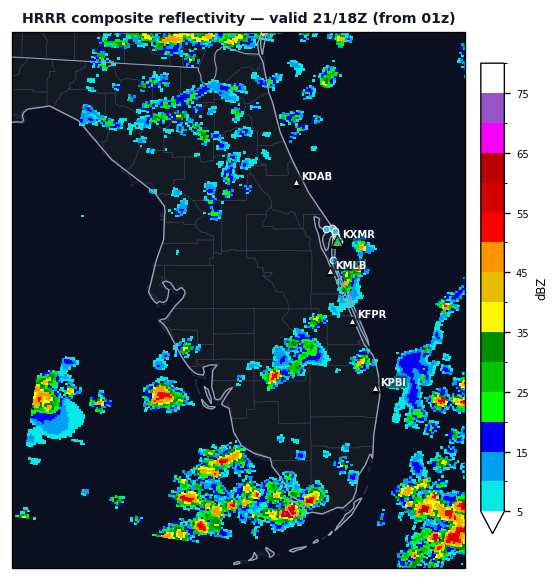 HRRR composite reflectivity — valid 21/18Z (from 01z)
KDAB
KXMR
KMLB
KFPR
KPBI
75
65
55
45
35
25
15
5
dBZ